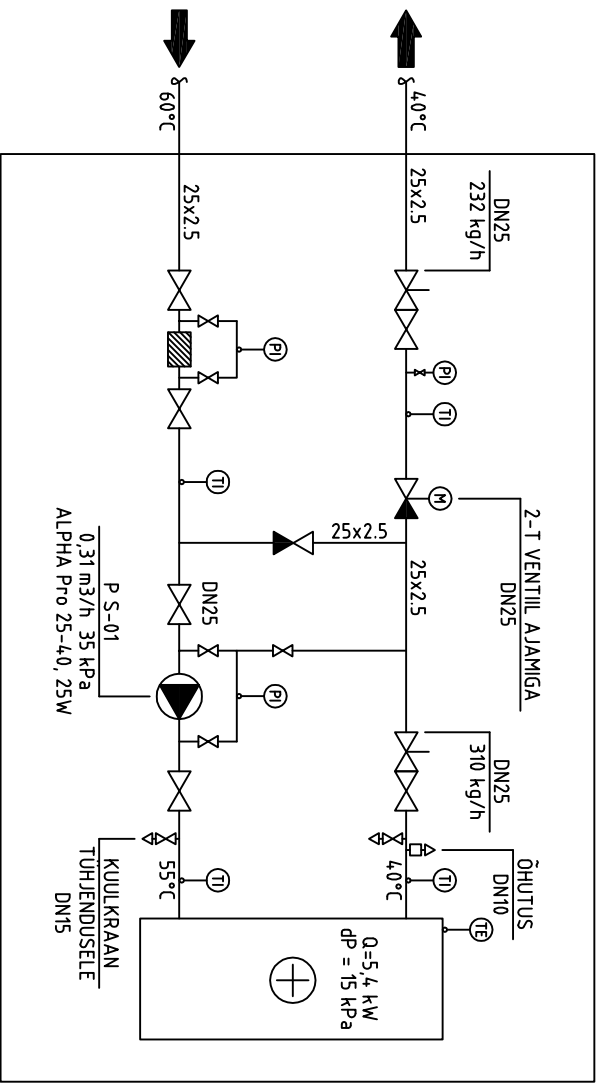 60°C
40°C
25x2.5
25x2.5
DN25
232 kg/h
PI
PI
TI
TI
M
2-T VENTIIL AJAMIGA
DN25
25x2.5
25x2.5
DN25
P S-01
0,31 m3/h 35 kPa
ALPHA Pro 25-40, 25W
PI
DN25
310 kg/h
ÕHUTUS
DN10
KUULKRAAN
TÜHJENDUSELE
DN15
TI
55°C
TI
40°C
TE
Q=5,4 kW
dP = 15 kPa